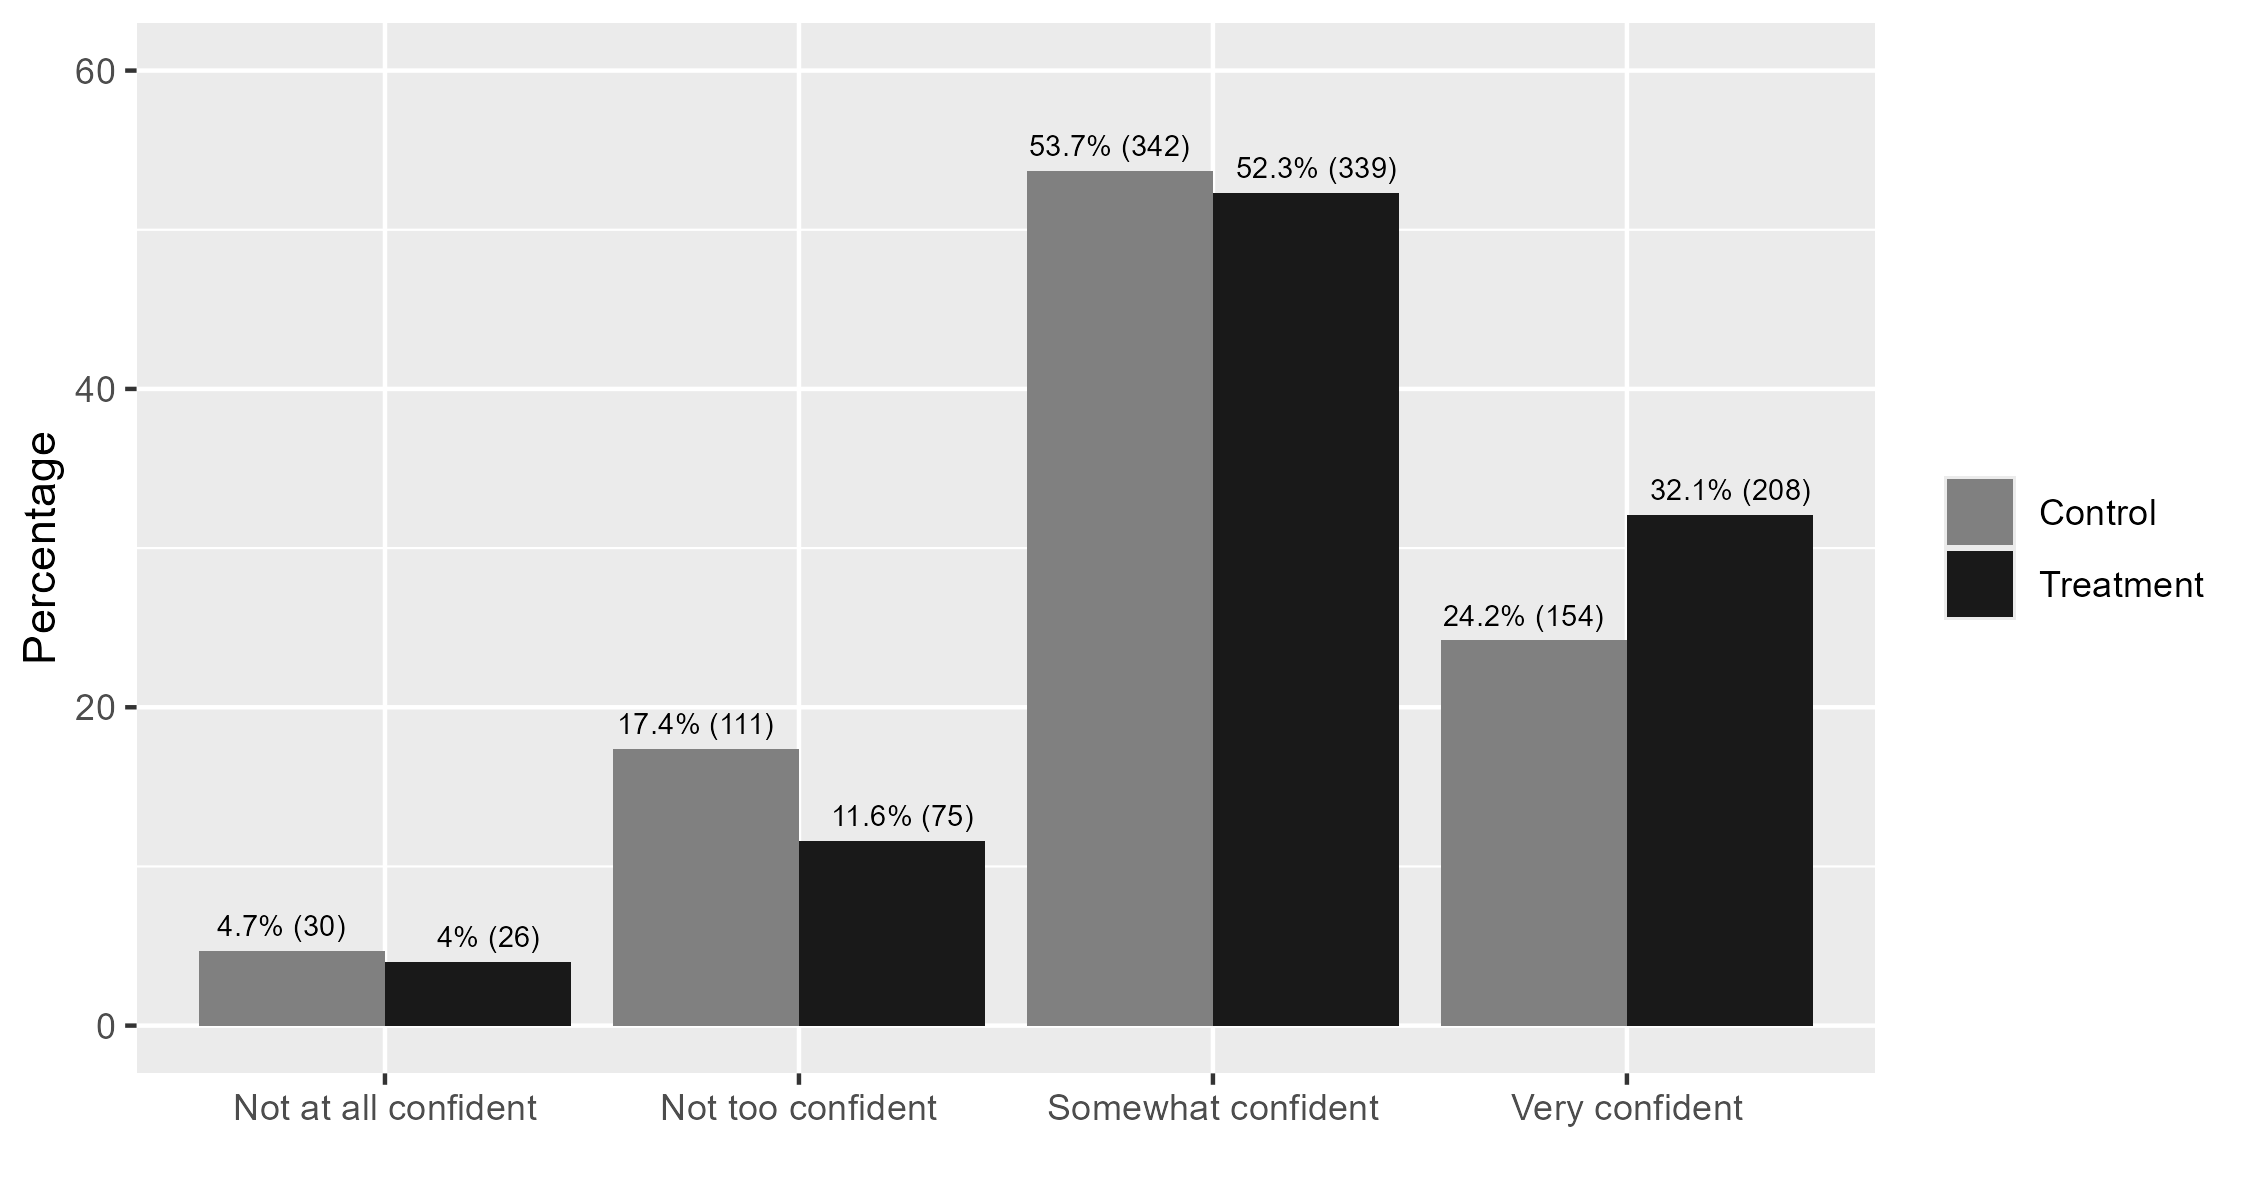 60
40
20
0
Percentage
53.7% (342)
52.3% (339)
32.1% (208)
24.2% (154)
17.4% (111)
11.6% (75)
4.7% (30)
4% (26)
Not at all confident
Not too confident
Somewhat confident
Very confident
Control
Treatment